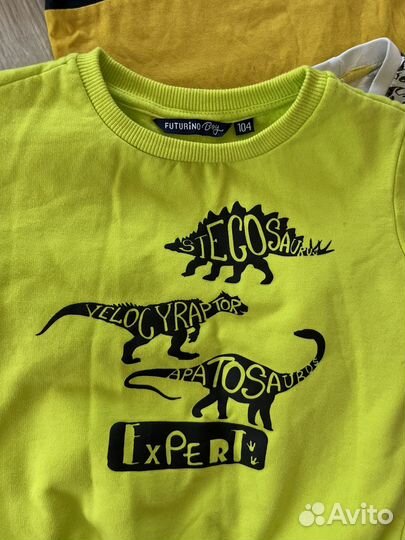 FUTURINO Boy 104
STEGOSAURUS
VELOCYRAPTOR
APATOSAURUS
EXPERT
Avito